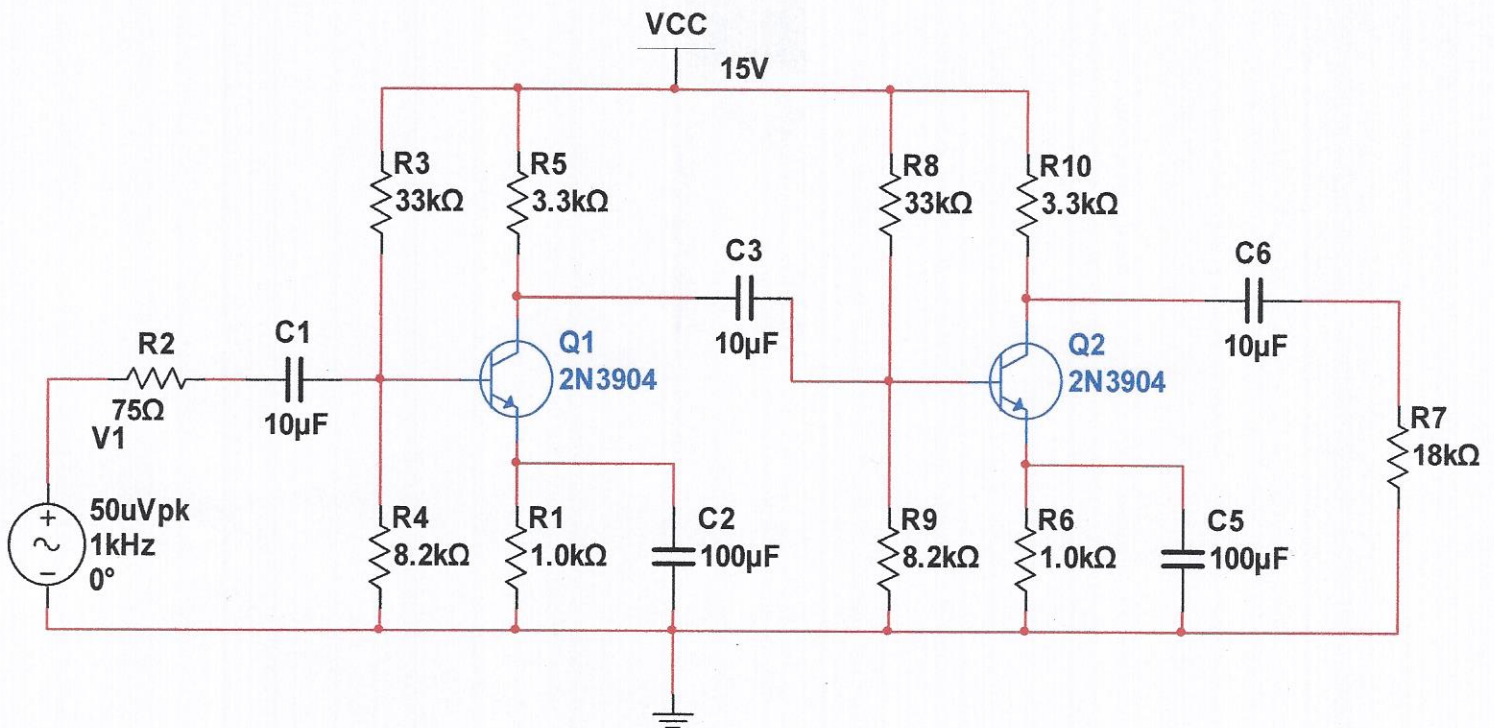 VCC
15V
R3
33kΩ
R5
3.3kΩ
R8
33kΩ
R10
3.3kΩ
C3
10µF
C6
10µF
R2
75Ω
C1
10µF
Q1
2N3904
Q2
2N3904
V1
50uVpk
1kHz
0°
R7
18kΩ
R4
8.2kΩ
R1
1.0kΩ
C2
100µF
R9
8.2kΩ
R6
1.0kΩ
C5
100µF